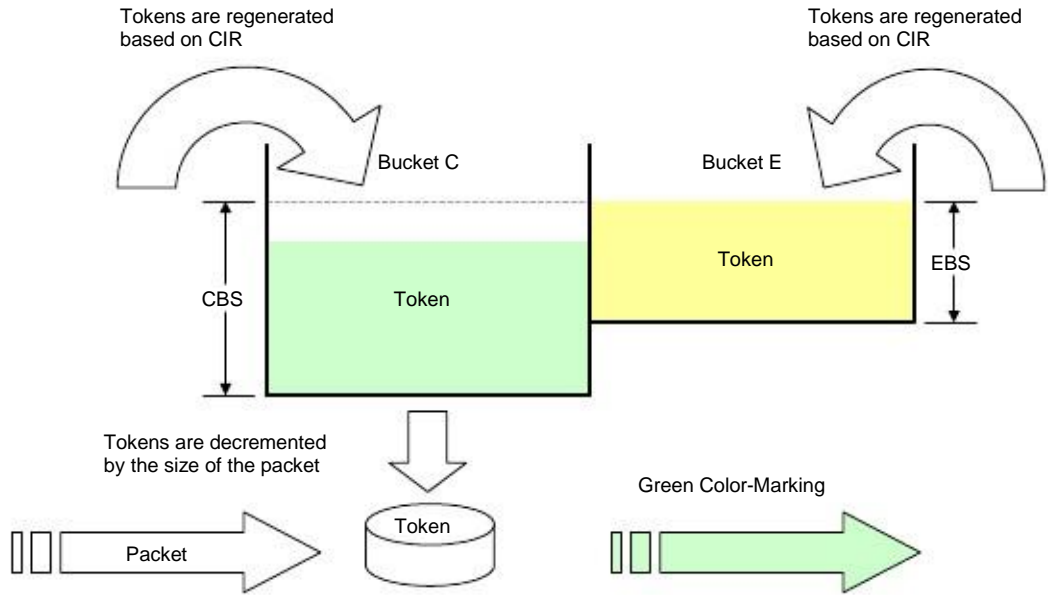 Tokens are regenerated
based on CIR
Tokens are regenerated
based on CIR
Bucket C
Bucket E
CBS
Token
Token
EBS
Tokens are decremented
by the size of the packet
Green Color-Marking
Packet
Token